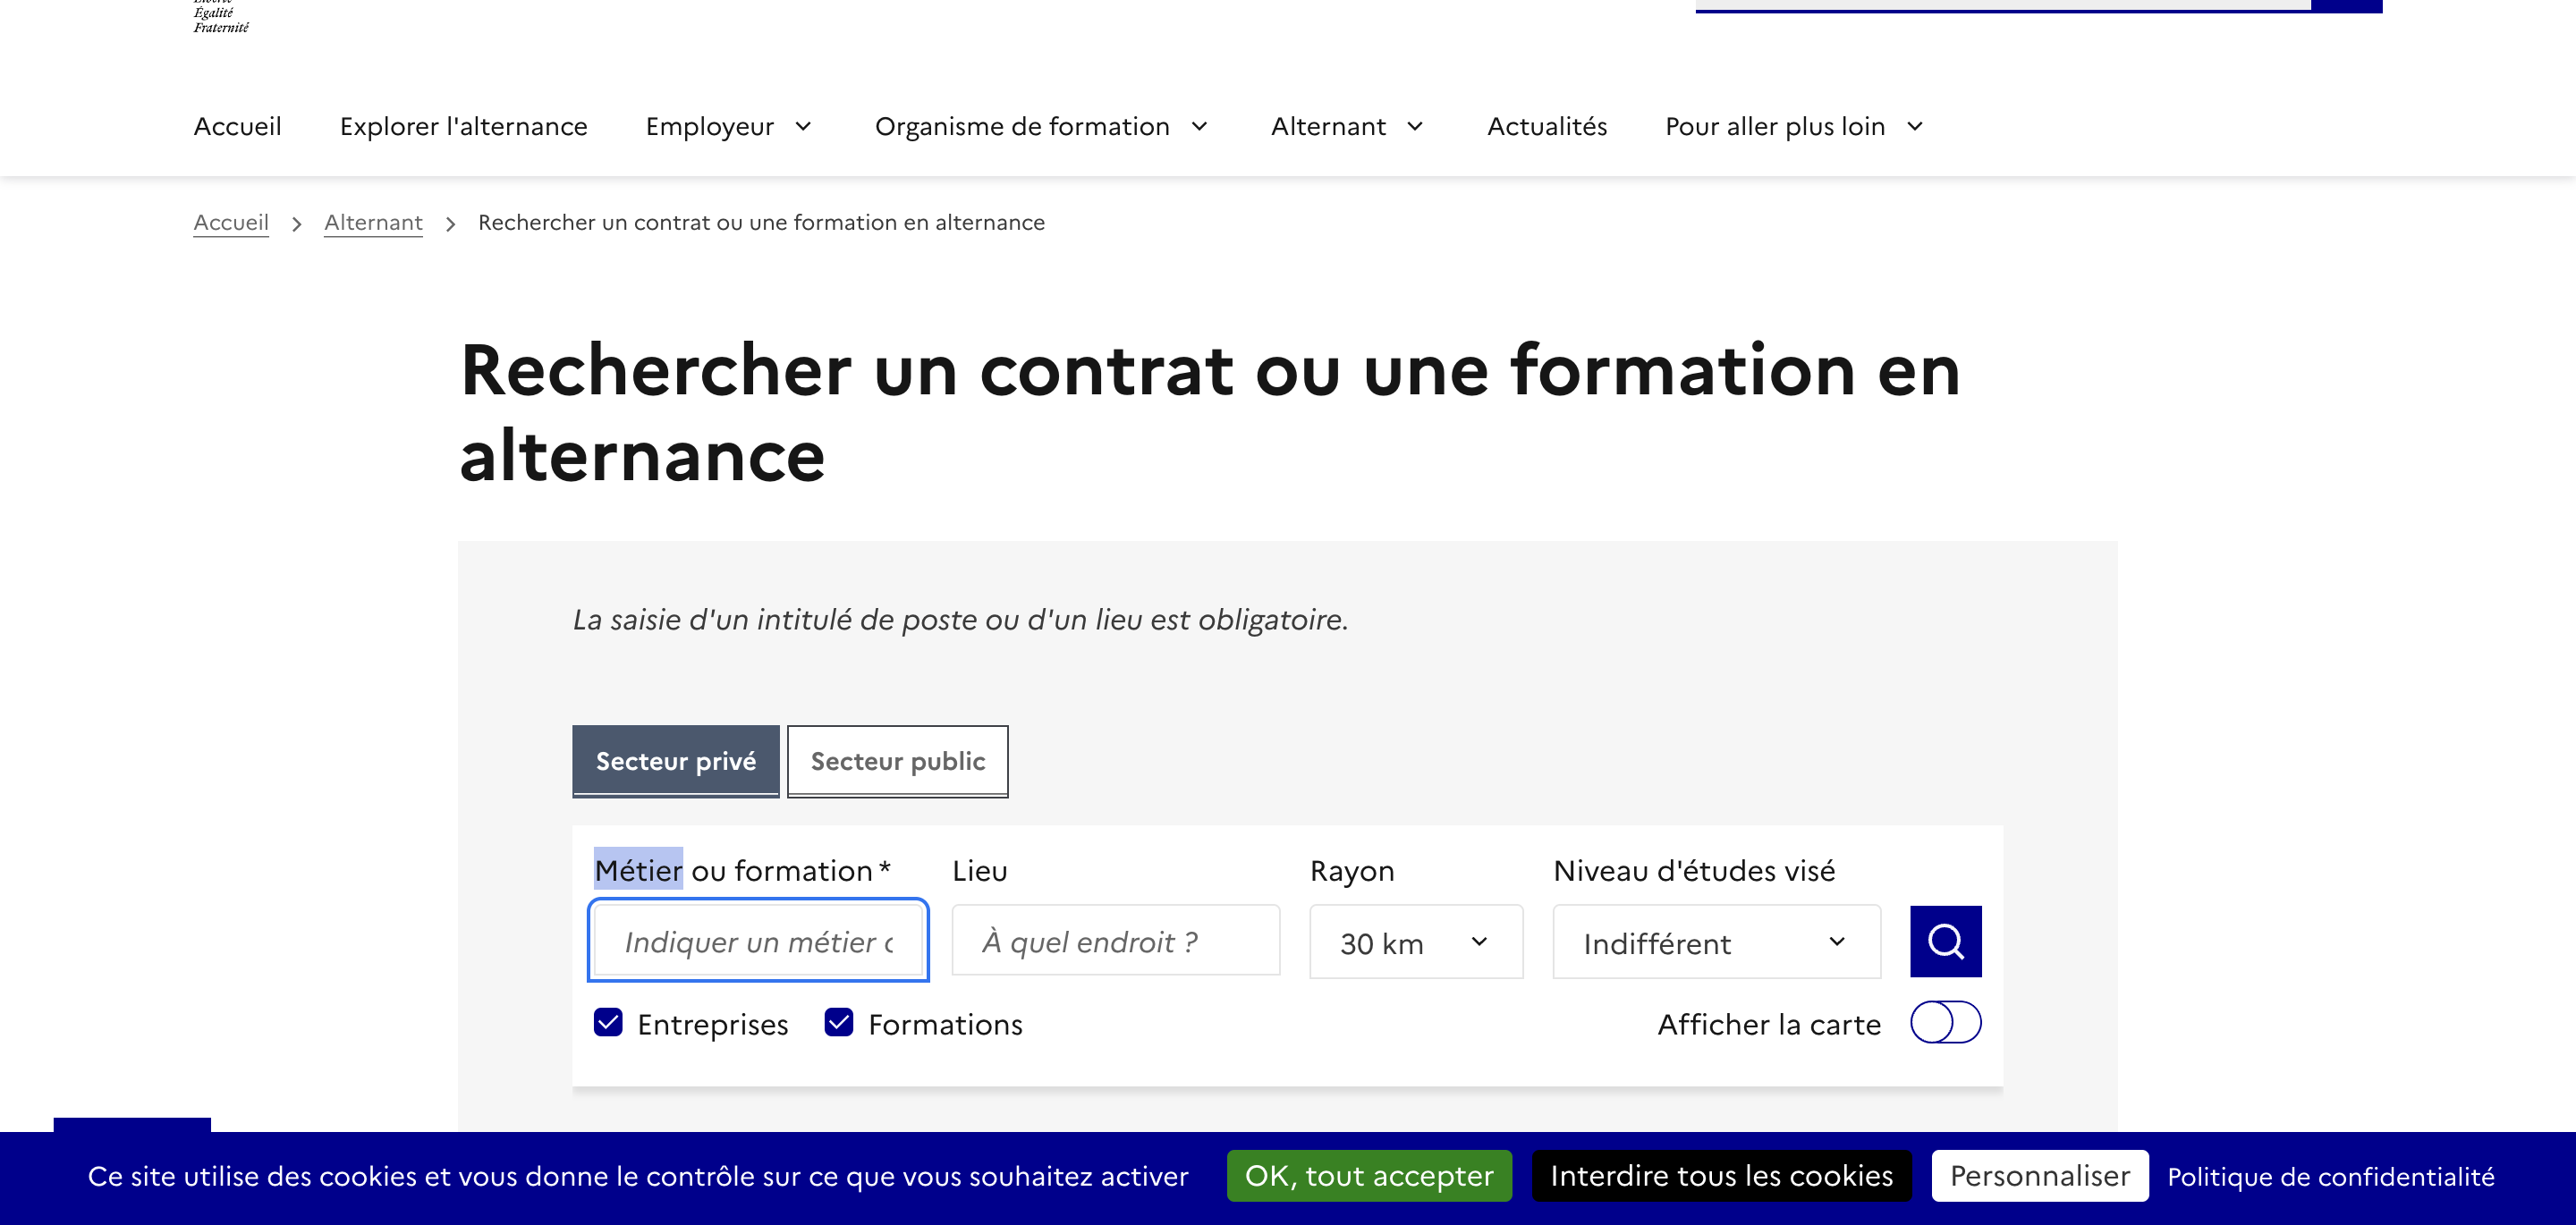 Égalité
Fraternité
Accueil Explorer l'alternance Employeur Organisme de formation Alternant Actualités Pour aller plus loin
Accueil Alternant Rechercher un contrat ou une formation en alternance
Rechercher un contrat ou une formation en
alternance
La saisie d'un intitulé de poste ou d'un lieu est obligatoire.
Secteur privé Secteur public
Métier ou formation * Lieu Rayon Niveau d'études visé
Indiquer un métier À quel endroit ? 30 km Indifférent
Entreprises Formations Afficher la carte
Ce site utilise des cookies et vous donne le contrôle sur ce que vous souhaitez activer OK, tout accepter Interdire tous les cookies Personnaliser Politique de confidentialité